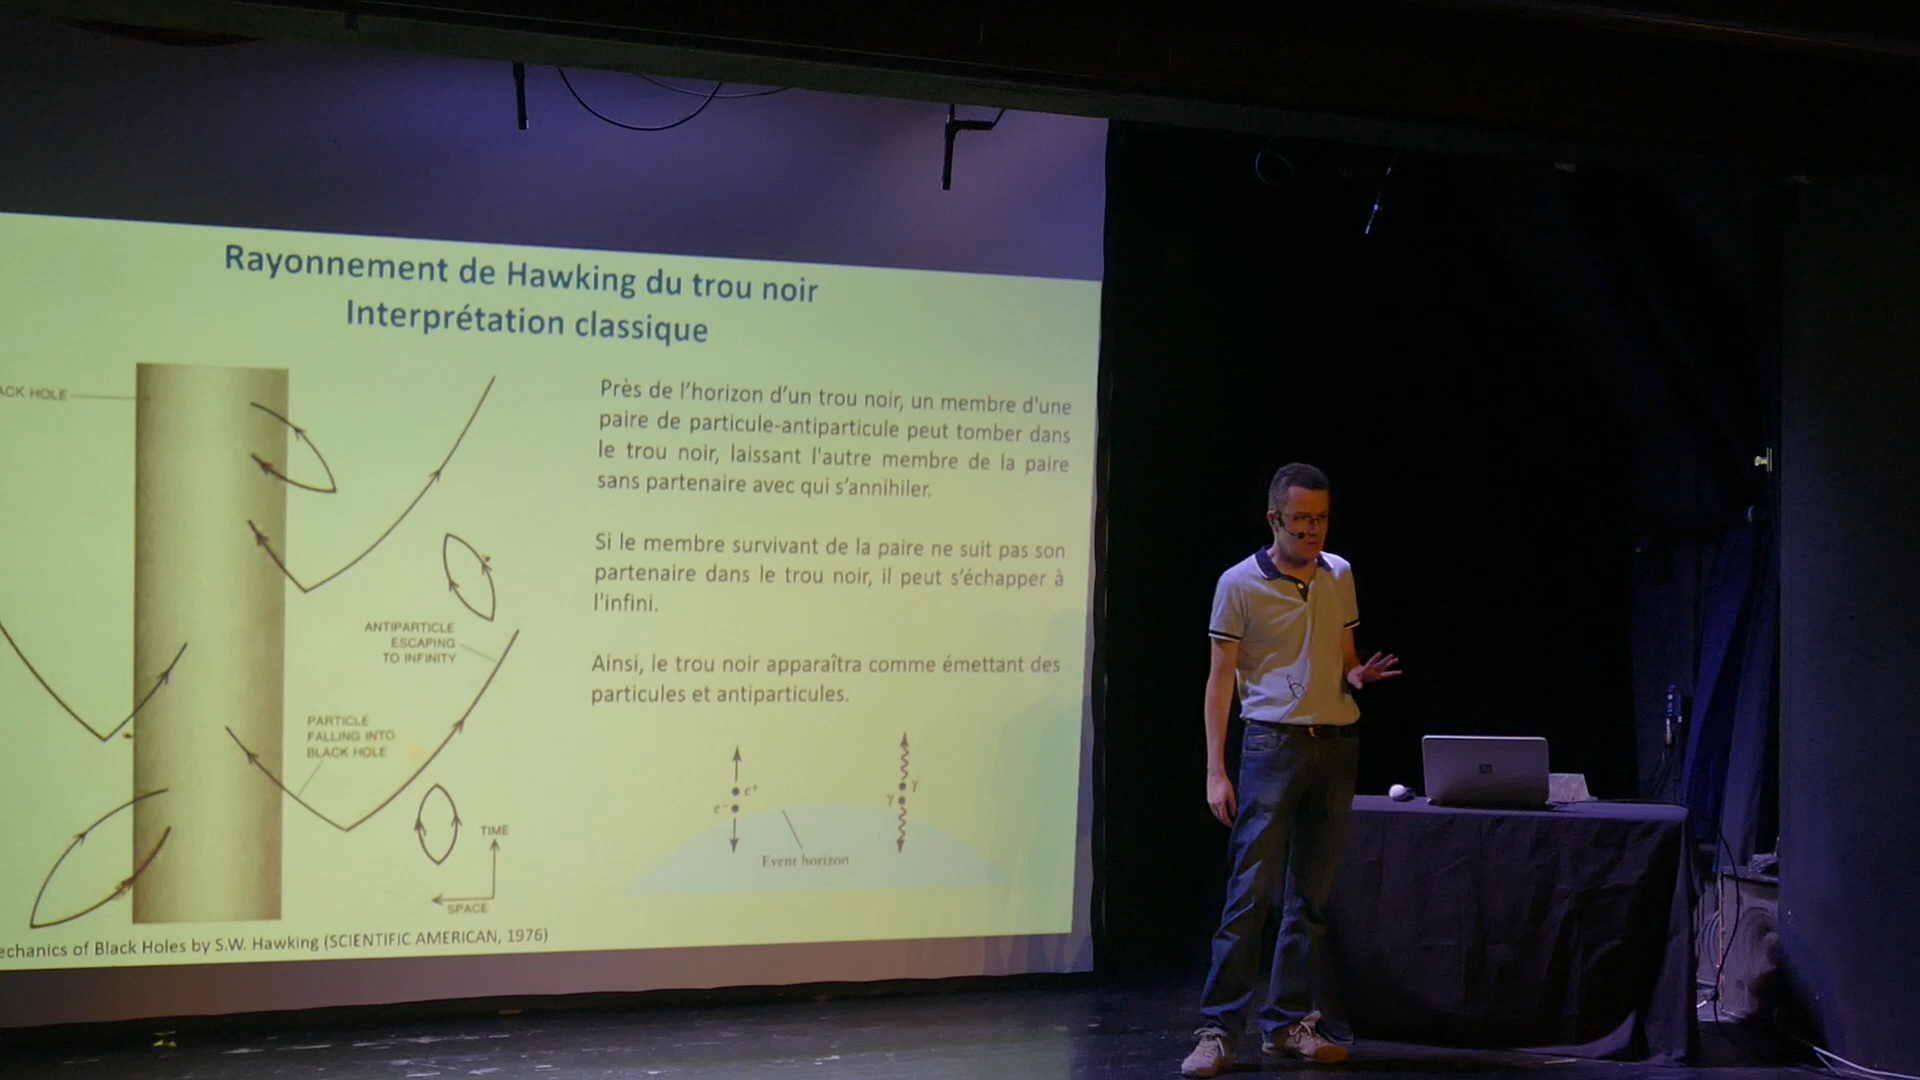 Rayonnement de Hawking du trou noir
Interprétation classique
ACK HOLE
ANTIPARTICLE
ESCAPING
TO INFINITY
PARTICLE
FALLING INTO
BLACK HOLE
TIME
SPACE
echanics of Black Holes by S.W. Hawking (SCIENTIFIC AMERICAN, 1976)
Près de l’horizon d’un trou noir, un membre d'une
paire de particule-antiparticule peut tomber dans
le trou noir, laissant l'autre membre de la paire
sans partenaire avec qui s’annihiler.
Si le membre survivant de la paire ne suit pas son
partenaire dans le trou noir, il peut s’échapper à
l'infini.
Ainsi, le trou noir apparaîtra comme émettant des
particules et antiparticules.
e+
e−
γ
γ
Event horizon
hp